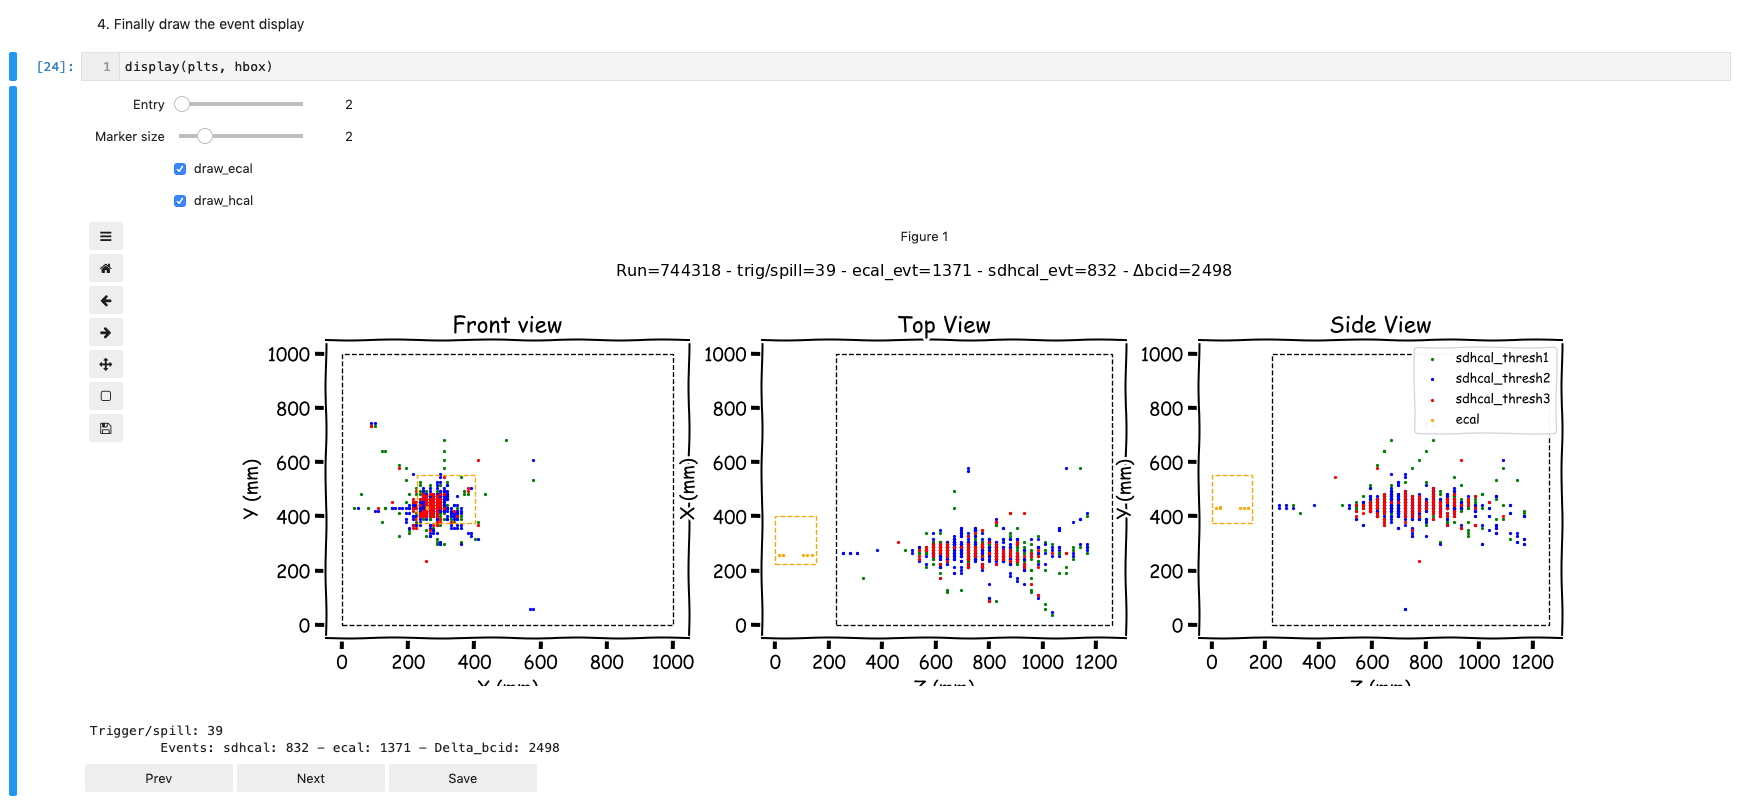 4. Finally draw the event display
[24]: 1 display(plts, hbox)
Entry 2
Marker size 2
draw_ecal
draw_hcal
Figure 1
Run=744318 - trig/spill=39 - ecal_evt=1371 - sdhcal_evt=832 - Δbcid=2498
Front view
Y (mm)
1000
800
600
400
200
0
0 200 400 600 800 1000
X (mm)
Top View
X (mm)
1000
800
600
400
200
0
0 200 400 600 800 1000 1200
Z (mm)
Side View
Y (mm)
1000
800
600
400
200
0
sdhcal_thresh1
sdhcal_thresh2
sdhcal_thresh3
ecal
0 200 400 600 800 1000 1200
Z (mm)
Trigger/spill: 39
Events: sdhcal: 832 – ecal: 1371 – Delta_bcid: 2498
Prev Next Save